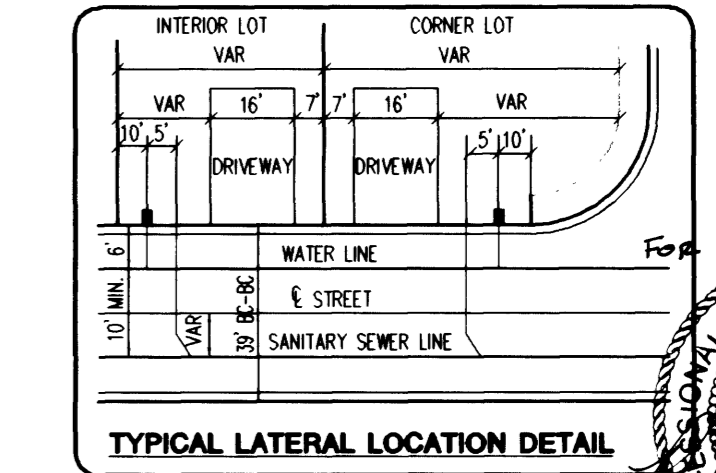 INTERIOR LOT CORNER LOT
VAR VAR
VAR 16' 7' 7' 16' VAR
10' 5' 5' 10'
DRIVEWAY DRIVEWAY
6' WATER LINE FOR
10' MIN. 39' BC-BC ℄ STREET
VAR SANITARY SEWER LINE
TYPICAL LATERAL LOCATION DETAIL